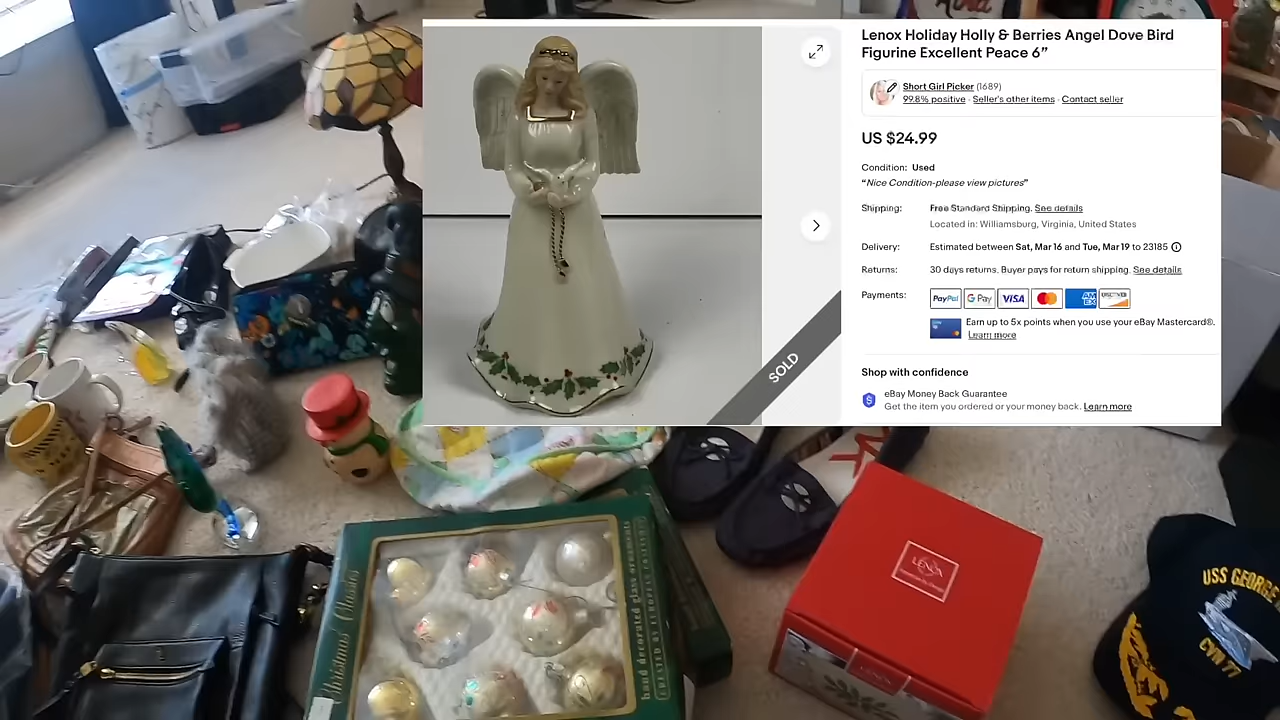 Lenox Holiday Holly & Berries Angel Dove Bird
Figurine Excellent Peace 6”
Short Girl Picker (1689)
99.8% positive · Seller's other items · Contact seller
US $24.99
Condition: Used
“Nice Condition-please view pictures”
Shipping: Free Standard Shipping. See details
Located in: Williamsburg, Virginia, United States
Delivery: Estimated between Sat, Mar 16 and Tue, Mar 19 to 23185
Returns: 30 days returns. Buyer pays for return shipping. See details
Payments: PayPal G Pay VISA MasterCard AM EX DISCOVER
Earn up to 5x points when you use your eBay Mastercard®.
Learn more
Shop with confidence
eBay Money Back Guarantee
Get the item you ordered or your money back. Learn more
SOLD
Christmas Classics
hand decorated glass ornaments
LENOX
USS GEORGE
CVN 77